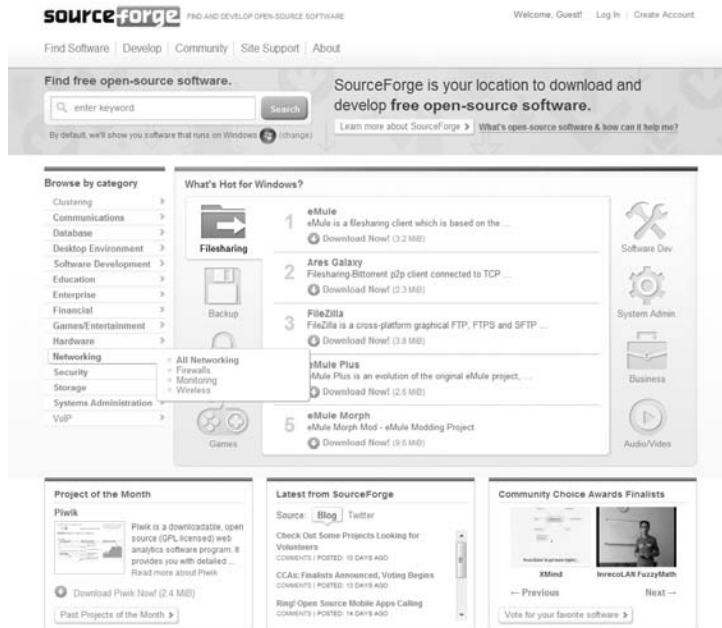 sourceforge FIND AND DEVELOP OPEN-SOURCE SOFTWARE
Welcome, Guest! Log In | Create Account
Find Software | Develop | Community | Site Support | About
Find free open-source software.
enter keyword
Search
By default, we'll show you software that runs on Windows (change)
SourceForge is your location to download and
develop free open-source software.
Learn more about SourceForge
What's open-source software & how can it help me?
Browse by category
Clustering
Communications
Database
Desktop Environment
Software Development
Education
Enterprise
Financial
Games/Entertainment
Hardware
Networking
Security
Storage
Systems Administration
VoIP
All Networking
Firewalls
Monitoring
Wireless
What's Hot for Windows?
Filesharing
Backup
Games
1 eMule
eMule is a filesharing client which is based on the ...
Download Now! (3.2 MiB)
2 Ares Galaxy
Filesharing-Bittorrent p2p client connected to TCP ...
Download Now! (2.3 MiB)
3 FileZilla
FileZilla is a cross-platform graphical FTP, FTPS and SFTP ...
Download Now! (3.8 MiB)
eMule Plus
eMule Plus is an evolution of the original eMule project, ...
Download Now! (2.6 MiB)
5 eMule Morph
eMule Morph Mod - eMule Modding Project
Download Now! (9.6 MiB)
Software Dev.
System Admin.
Business
Audio/Video
Project of the Month
Piwik
Piwik is a downloadable, open
source (GPL licensed) web
analytics software program. It
provides you with detailed ...
Read more about Piwik
Download Piwik Now! (2.4 MiB)
Past Projects of the Month
Latest from SourceForge
Source: Blog Twitter
Check Out Some Projects Looking for
Volunteers
COMMENTS | POSTED: 10 DAYS AGO
CCAs: Finalists Announced, Voting Begins
COMMENTS | POSTED: 13 DAYS AGO
Ring! Open Source Mobile Apps Calling
COMMENTS | POSTED: 14 DAYS AGO
Community Choice Awards Finalists
XMind
InrecoLAN FuzzyMath
← Previous
Next →
Vote for your favorite software